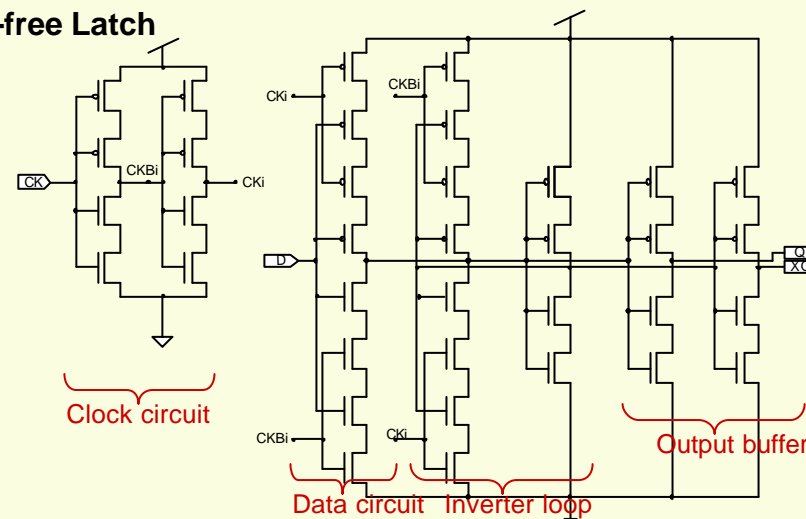 -free Latch
CKi
CKBi
CK
CKBi
CKi
D
Q
CKBi
CKi
Clock circuit
Data circuit
Inverter loop
Output buffer